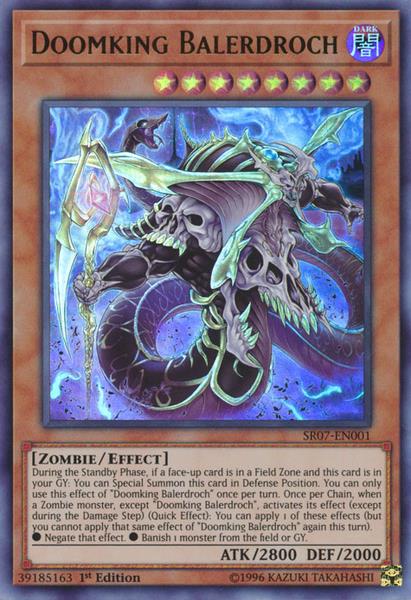 DOOMKING BALERDROCH
DARK
闇
SR07-EN001
[ZOMBIE/EFFECT]
During the Standby Phase, if a face-up card is in a Field Zone and this card is in
your GY: You can Special Summon this card in Defense Position. You can only
use this effect of "Doomking Balerdroch" once per turn. Once per Chain, when
a Zombie monster, except "Doomking Balerdroch", activates its effect (except
during the Damage Step) (Quick Effect): You can apply 1 of these effects (but
you cannot apply that same effect of "Doomking Balerdroch" again this turn).
● Negate that effect. ● Banish 1 monster from the field or GY.
ATK/2800 DEF/2000
39185163 1st Edition ©1996 KAZUKI TAKAHASHI